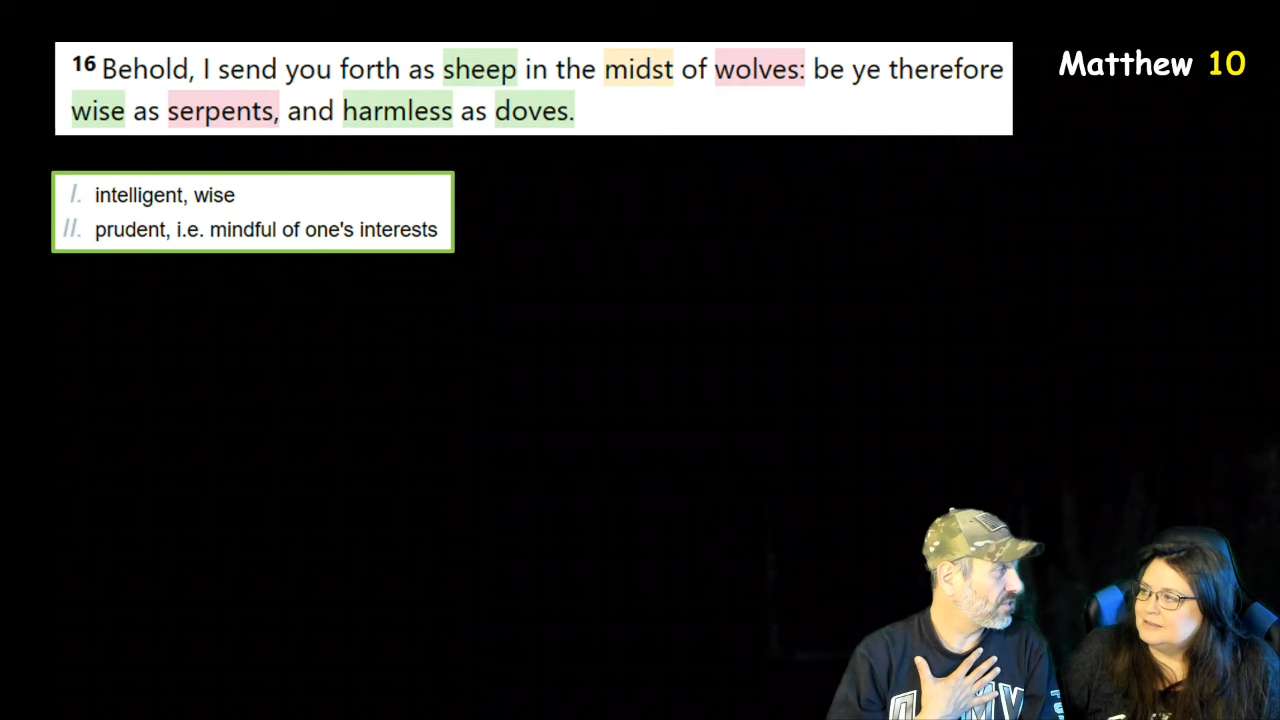 16 Behold, I send you forth as sheep in the midst of wolves: be ye therefore
wise as serpents, and harmless as doves.
Matthew 10
I. intelligent, wise
II. prudent, i.e. mindful of one's interests